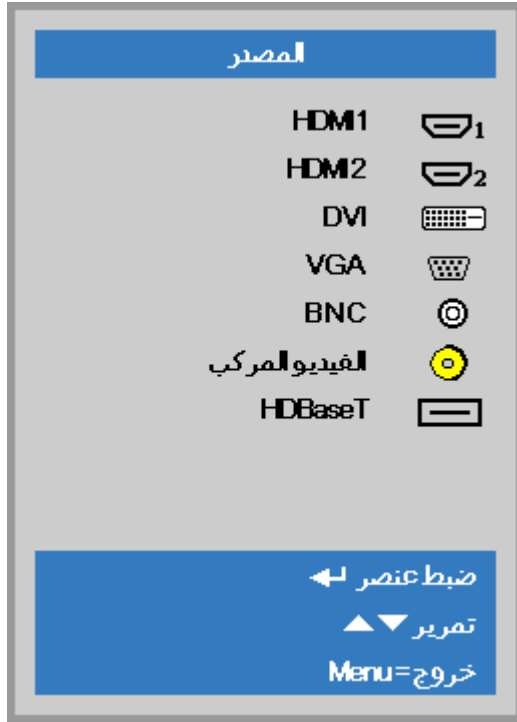 المصدر
HDMI1
HDMI2
DVI
VGA
BNC
الفيديو المركب
HDBaseT
ضبط عنصر
تمرير
خروج=Menu